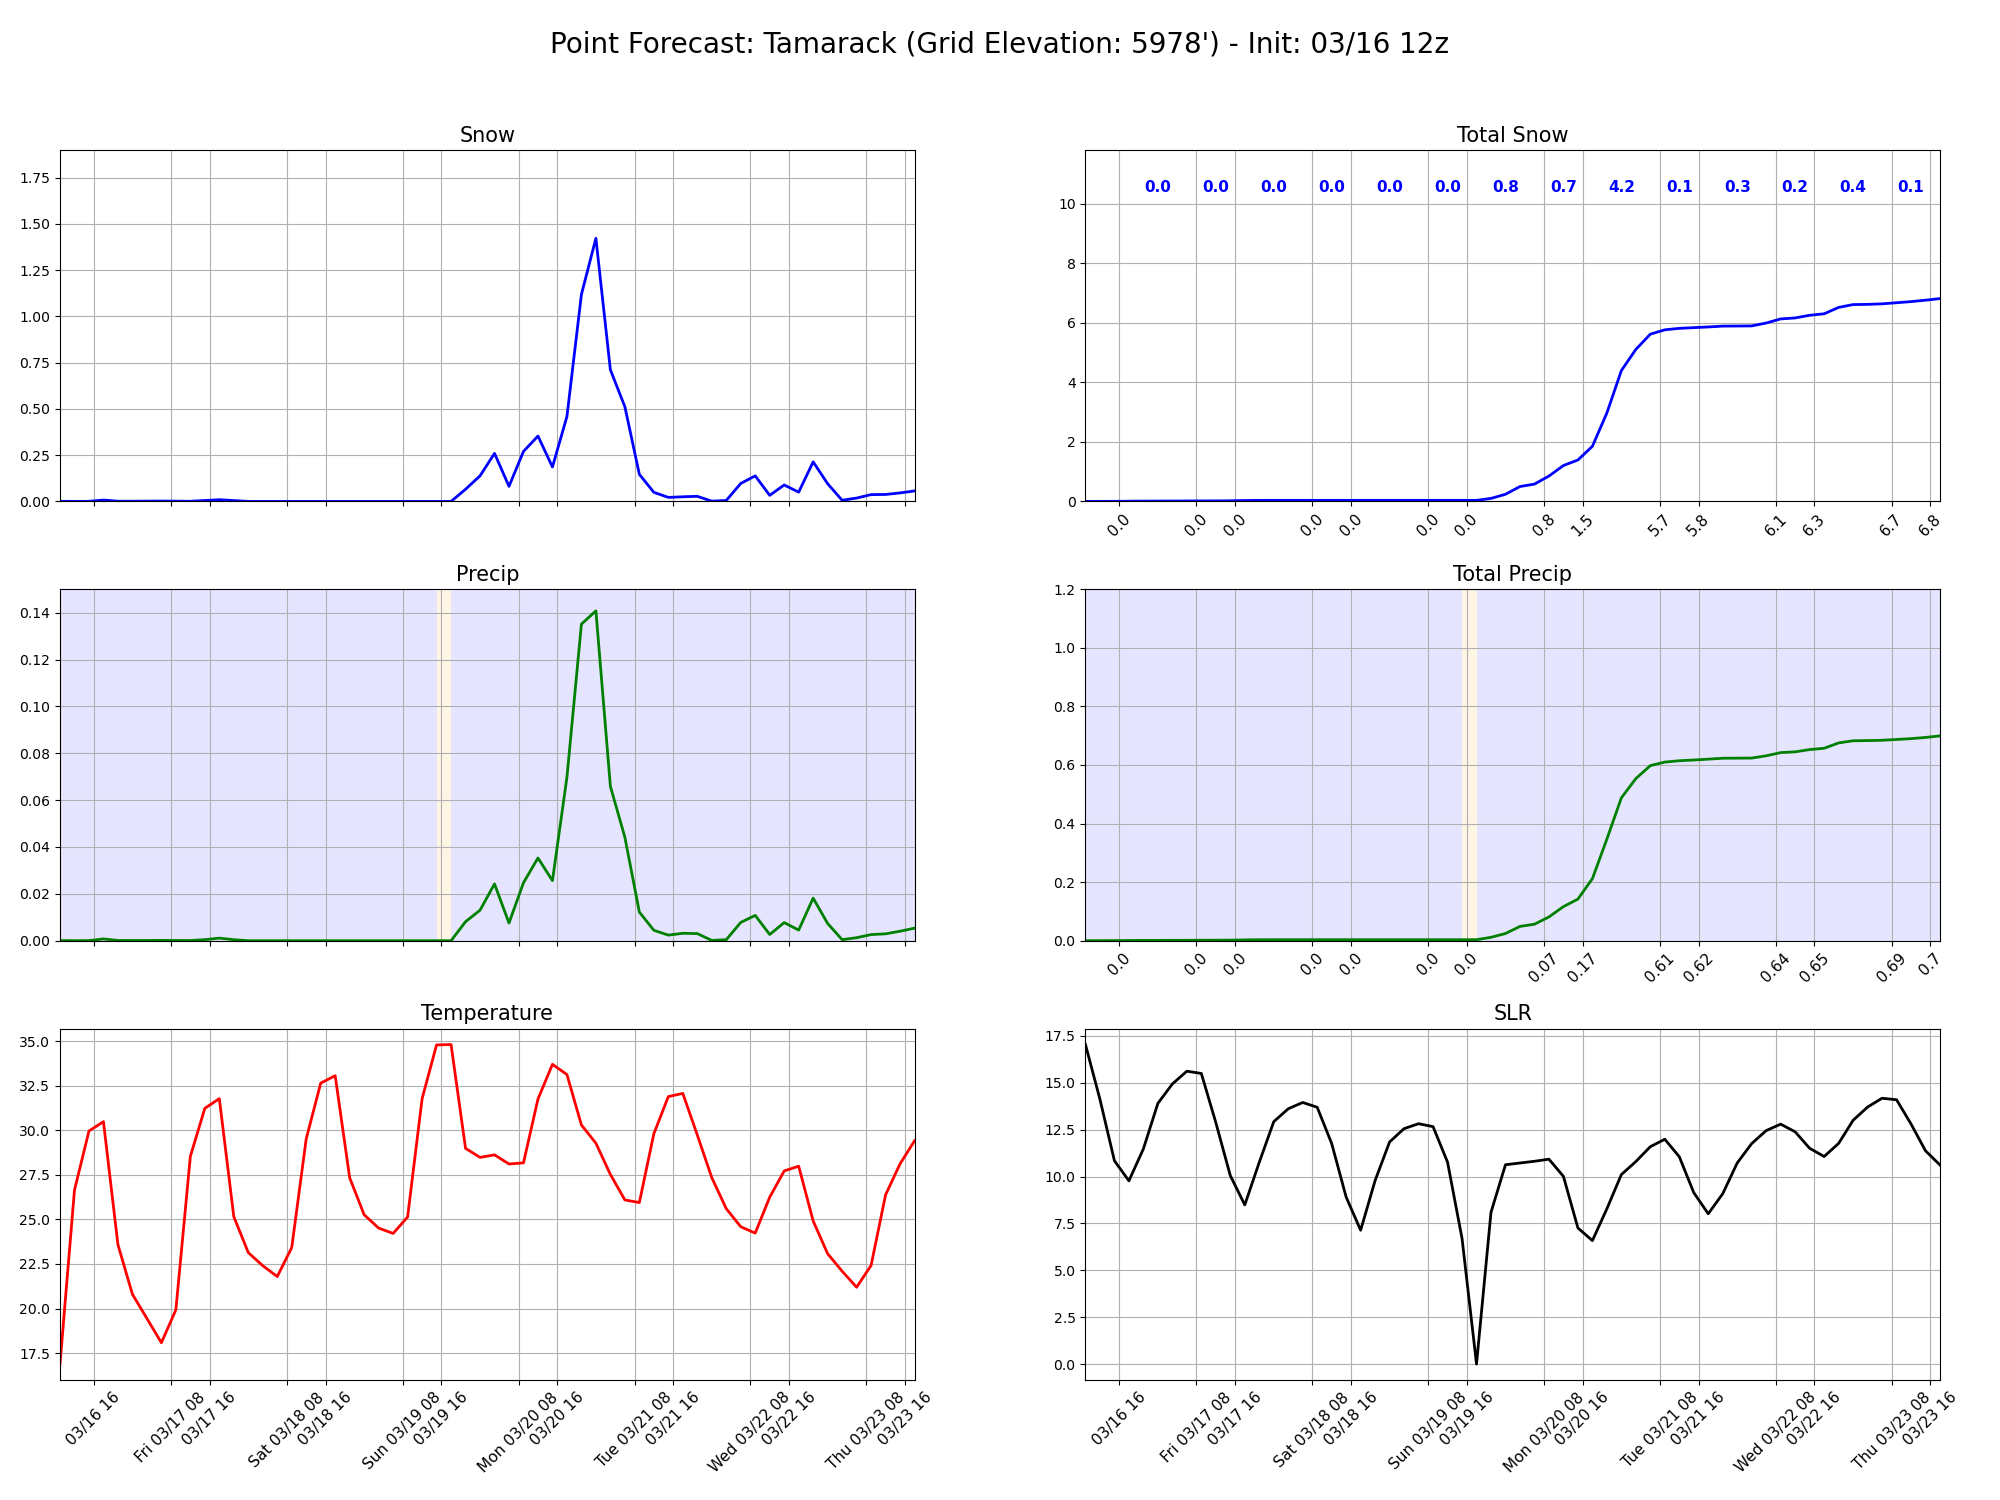 Point Forecast: Tamarack (Grid Elevation: 5978') - Init: 03/16 12z
Snow
1.75
1.50
1.25
1.00
0.75
0.50
0.25
0.00
Total Snow
0.0 0.0 0.0 0.0 0.0 0.0 0.8 0.7 4.2 0.1 0.3 0.2 0.4 0.1
10
8
6
4
2
0
0.0 0.0 0.0 0.0 0.0 0.0 0.0 0.8 1.5 5.7 5.8 6.1 6.3 6.7 6.8
Precip
0.14
0.12
0.10
0.08
0.06
0.04
0.02
0.00
Total Precip
1.2
1.0
0.8
0.6
0.4
0.2
0.0
0.0 0.0 0.0 0.0 0.0 0.0 0.0 0.07 0.17 0.61 0.62 0.64 0.65 0.69 0.7
Temperature
35.0
32.5
30.0
27.5
25.0
22.5
20.0
17.5
03/16 16
Fri 03/17 08
03/17 16
Sat 03/18 08
03/18 16
Sun 03/19 08
03/19 16
Mon 03/20 08
03/20 16
Tue 03/21 08
03/21 16
Wed 03/22 08
03/22 16
Thu 03/23 08
03/23 16
SLR
17.5
15.0
12.5
10.0
7.5
5.0
2.5
0.0
03/16 16
Fri 03/17 08
03/17 16
Sat 03/18 08
03/18 16
Sun 03/19 08
03/19 16
Mon 03/20 08
03/20 16
Tue 03/21 08
03/21 16
Wed 03/22 08
03/22 16
Thu 03/23 08
03/23 16